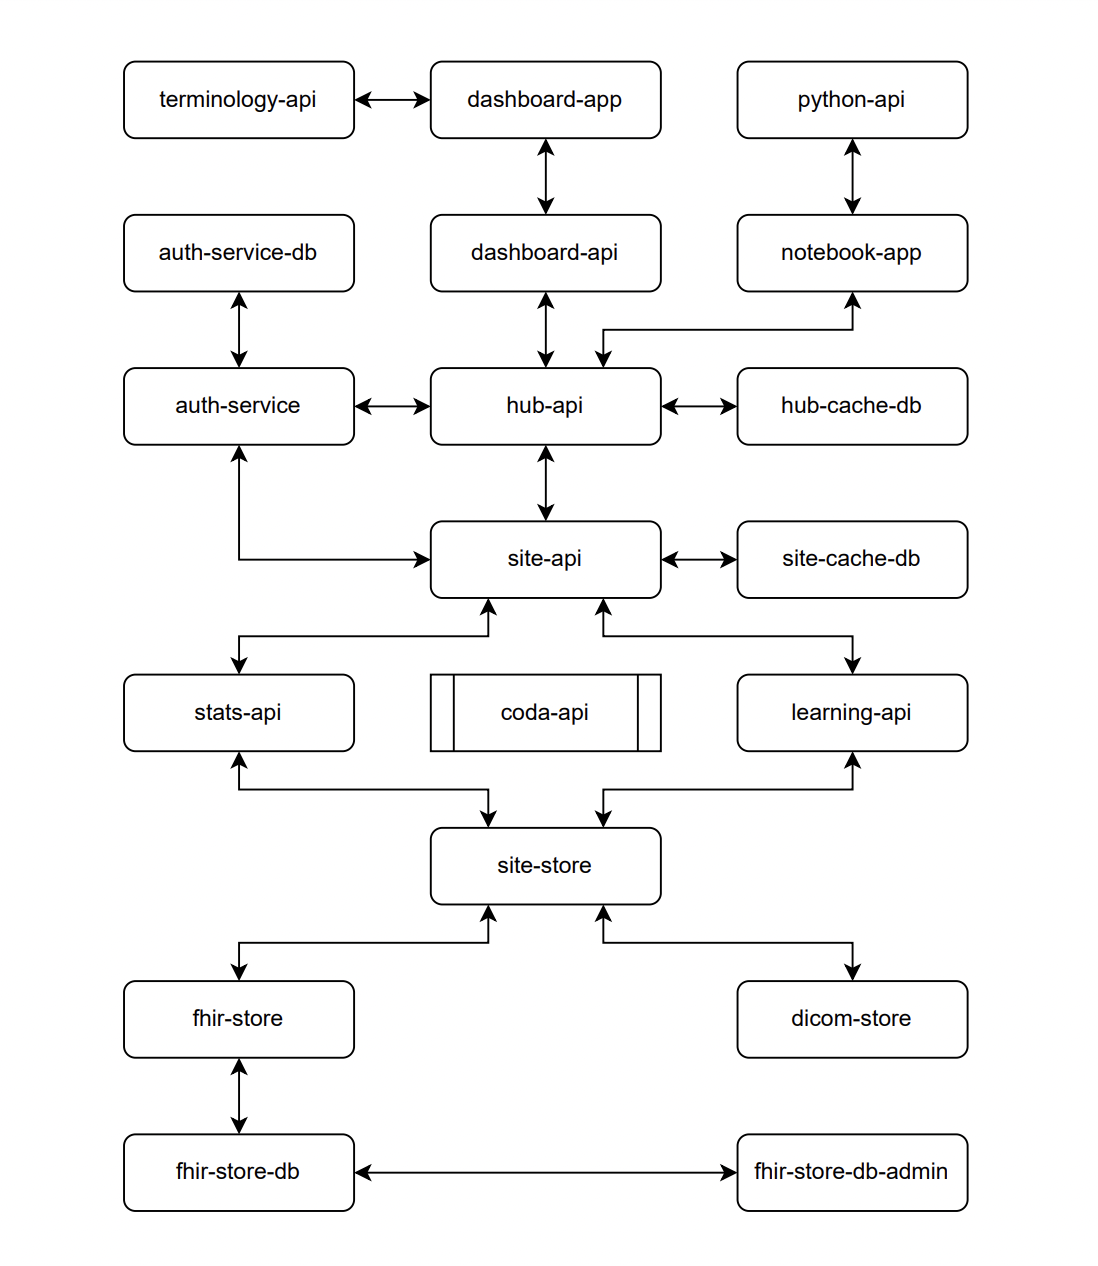 terminology-api
dashboard-app
python-api
auth-service-db
dashboard-api
notebook-app
auth-service
hub-api
hub-cache-db
site-api
site-cache-db
stats-api
coda-api
learning-api
site-store
fhir-store
dicom-store
fhir-store-db
fhir-store-db-admin